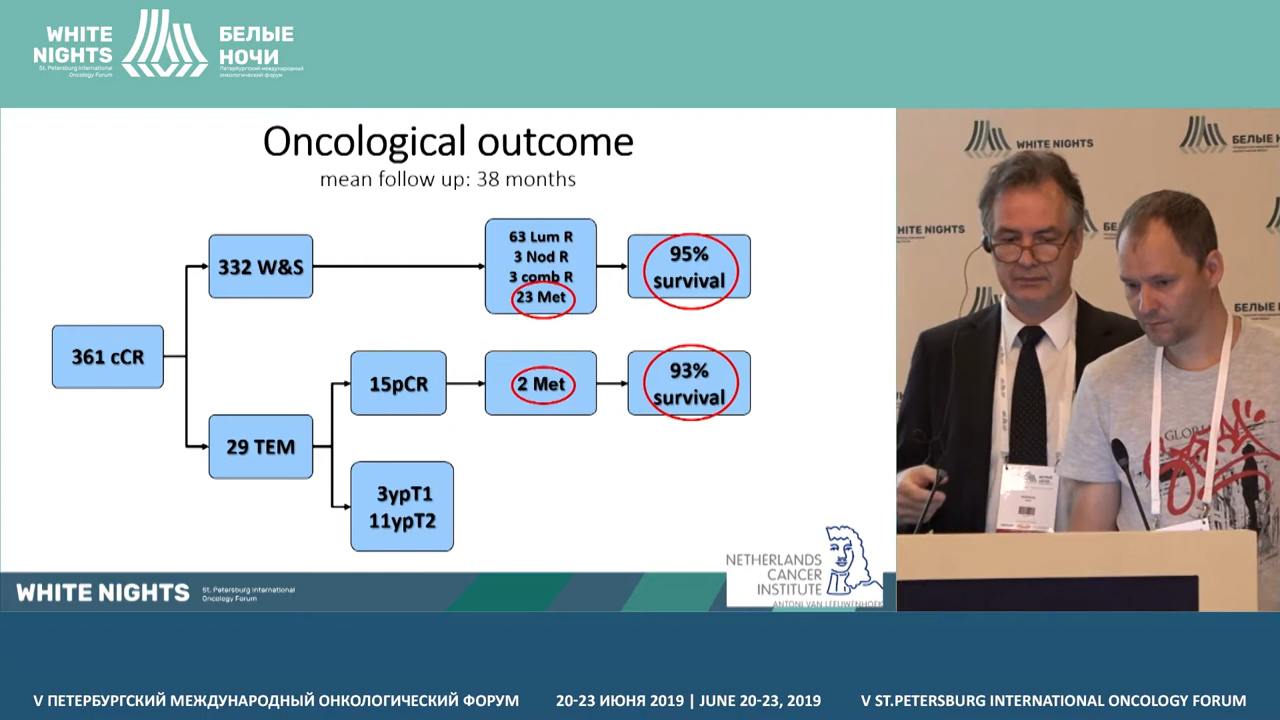 WHITE
NIGHTS
St. Petersburg International
Oncology Forum
БЕЛЫЕ
НОЧИ
Петербургский международный
онкологический форум
Oncological outcome
mean follow up: 38 months
361 cCR
332 W&S
63 Lum R
3 Nod R
3 comb R
23 Met
95%
survival
29 TEM
15pCR
2 Met
93%
survival
3ypT1
11ypT2
NETHERLANDS
CANCER
INSTITUTE
ANTONI VAN LEEUWENHOEK
WHITE NIGHTS
St. Petersburg International
Oncology Forum
WHITE NIGHTS
БЕЛЫЕ НО
WHITE NIGHTS
БЕЛЫЕ
БЕЛЫЕ НО
V ПЕТЕРБУРГСКИЙ МЕЖДУНАРОДНЫЙ ОНКОЛОГИЧЕСКИЙ ФОРУМ
20-23 ИЮНЯ 2019 | JUNE 20-23, 2019
V ST.PETERSBURG INTERNATIONAL ONCOLOGY FORUM